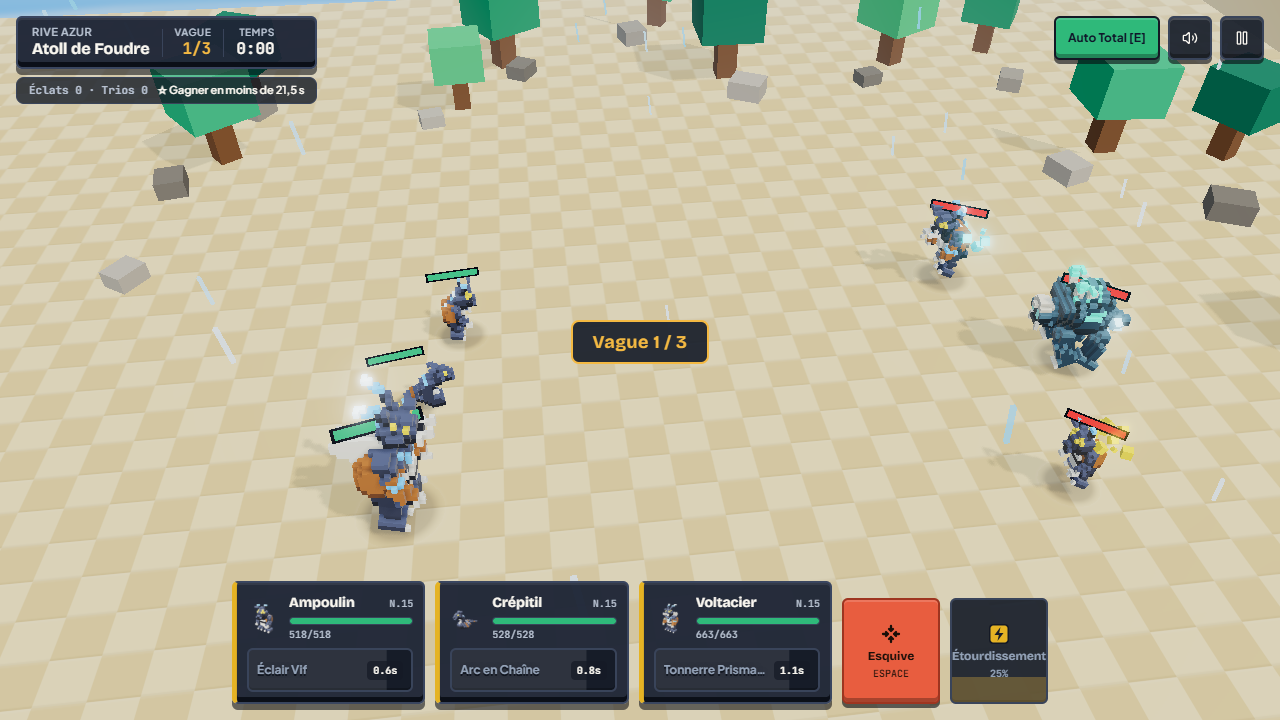 RIVE AZUR
Atoll de Foudre
VAGUE
1/3
TEMPS
0:00
Auto Total [E]
Éclats 0 · Trios 0 ★ Gagner en moins de 21,5 s
Vague 1 / 3
Ampoulin N.15
518/518
Éclair Vif 0.6s
Crépitil N.15
528/528
Arc en Chaîne 0.8s
Voltacier N.15
663/663
Tonnerre Prisma... 1.1s
Esquive
ESPACE
Étourdissement
25%